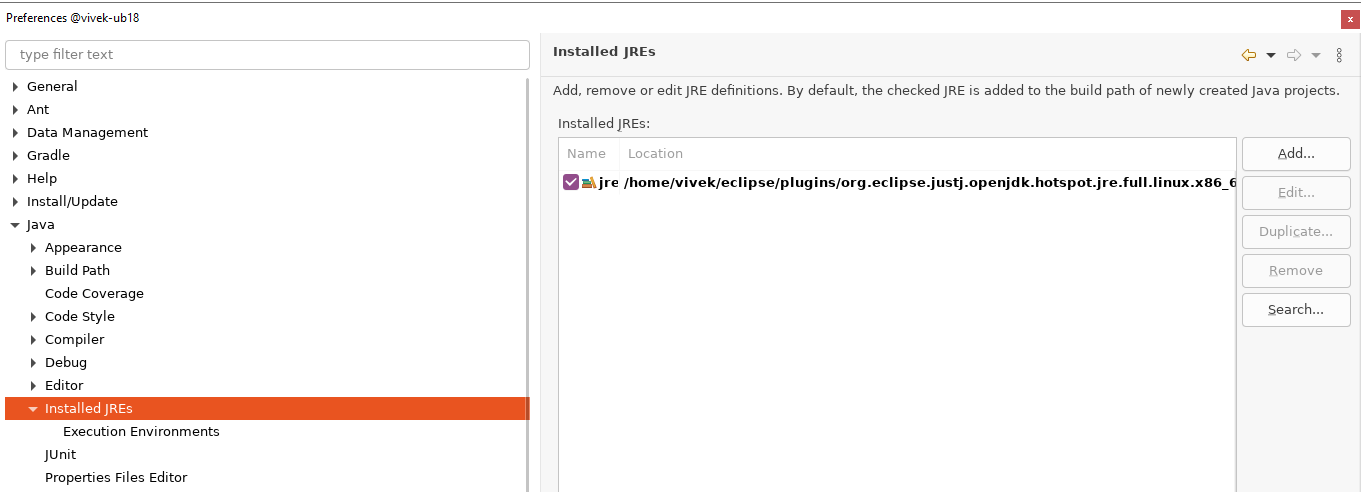 Preferences @vivek-ub18
x
type filter text
General
Ant
Data Management
Gradle
Help
Install/Update
Java
Appearance
Build Path
Code Coverage
Code Style
Compiler
Debug
Editor
Installed JREs
Execution Environments
JUnit
Properties Files Editor
Installed JREs
Add, remove or edit JRE definitions. By default, the checked JRE is added to the build path of newly created Java projects.
Installed JREs:
Name Location
jre /home/vivek/eclipse/plugins/org.eclipse.justj.openjdk.hotspot.jre.full.linux.x86_6
Add...
Edit...
Duplicate...
Remove
Search...